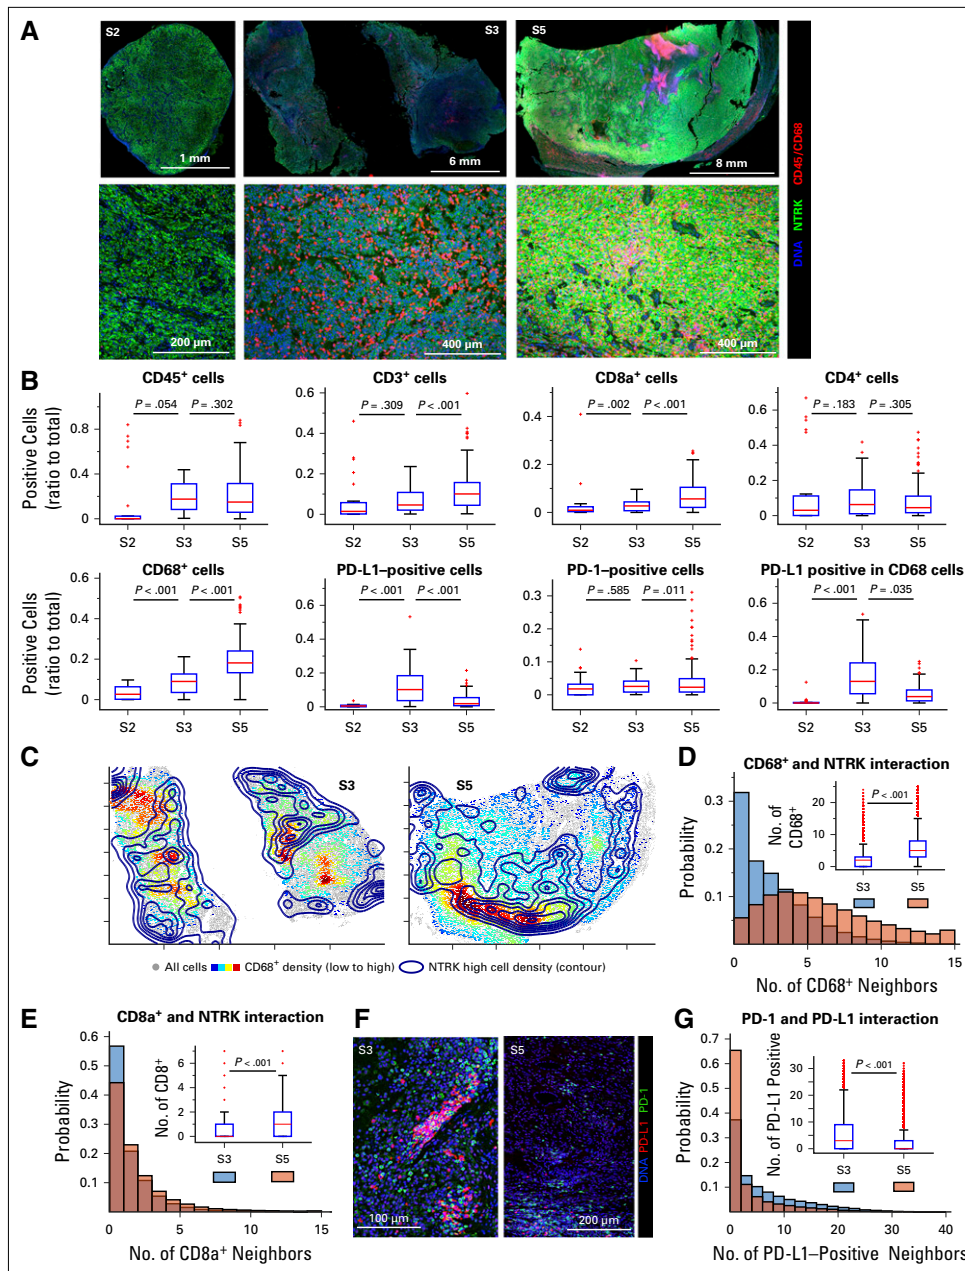 A
S2
S3
S5
1 mm
6 mm
8 mm
200 µm
400 µm
400 µm
DNA NTRK CD45/CD68
B
CD45+ cells
CD3+ cells
CD8a+ cells
CD4+ cells
Positive Cells
(ratio to total)
0.8
0.4
0
P = .054
P = .302
S2 S3 S5
0.6
0.4
0.2
0
P = .309
P < .001
S2 S3 S5
0.4
0.2
0
P = .002
P < .001
S2 S3 S5
0.6
0.4
0.2
0
P = .183
P = .305
S2 S3 S5
CD68+ cells
PD-L1–positive cells
PD-1–positive cells
PD-L1 positive in CD68 cells
Positive Cells
(ratio to total)
0.6
0.4
0.2
0
P < .001
P < .001
S2 S3 S5
0.6
0.4
0.2
0
P < .001
P < .001
S2 S3 S5
0.3
0.2
0.1
0
P = .585
P = .011
S2 S3 S5
0.6
0.4
0.2
0
P < .001
P = .035
S2 S3 S5
C
S3
S5
All cells
CD68+ density (low to high)
NTRK high cell density (contour)
D
CD68+ and NTRK interaction
Probability
0.3
0.2
0.1
0 5 10 15
No. of CD68+ Neighbors
No. of
CD68+
20
10
0
P < .001
S3 S5
E
CD8a+ and NTRK interaction
Probability
0.6
0.5
0.4
0.3
0.2
0.1
0 5 10 15
No. of CD8a+ Neighbors
No. of CD8+
6
4
2
0
P < .001
S3 S5
F
S3
S5
100 µm
200 µm
DNA PD-L1 PD-1
G
PD-1 and PD-L1 interaction
Probability
0.7
0.6
0.5
0.4
0.3
0.2
0.1
0 10 20 30 40
No. of PD-L1–Positive Neighbors
No. of PD-L1 Positive
30
20
10
0
P < .001
S3 S5